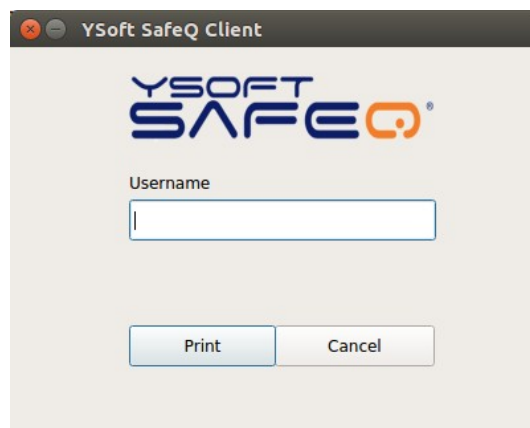 YSoft SafeQ Client
YSOFT
SAFEQ®
Username
Print Cancel